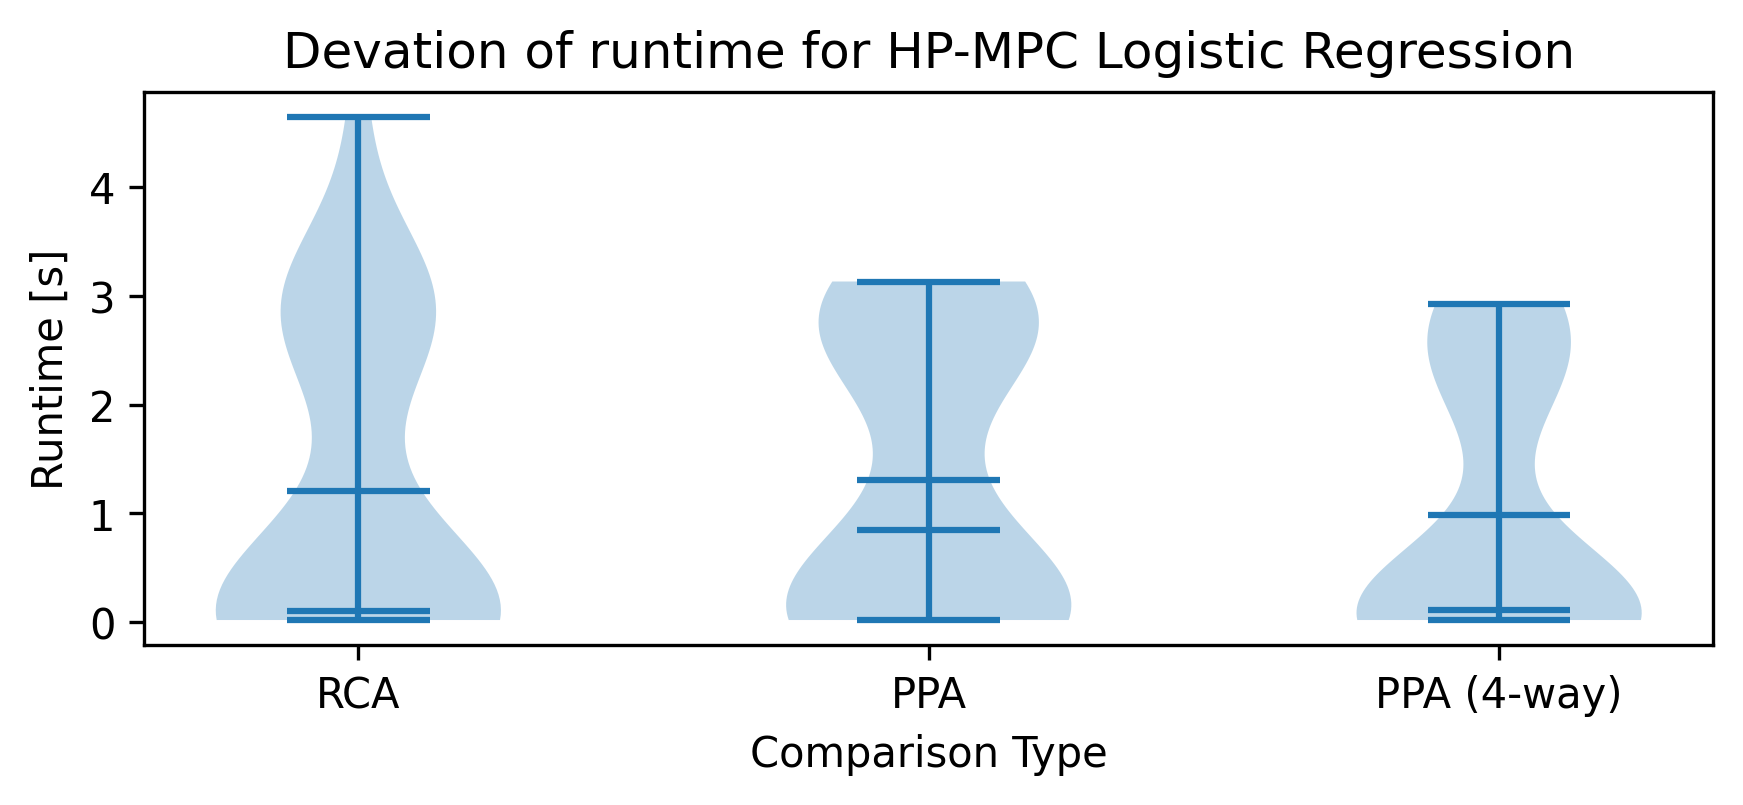 Devation of runtime for HP-MPC Logistic Regression
Runtime [s]
4
3
2
1
0
RCA
PPA
PPA (4-way)
Comparison Type